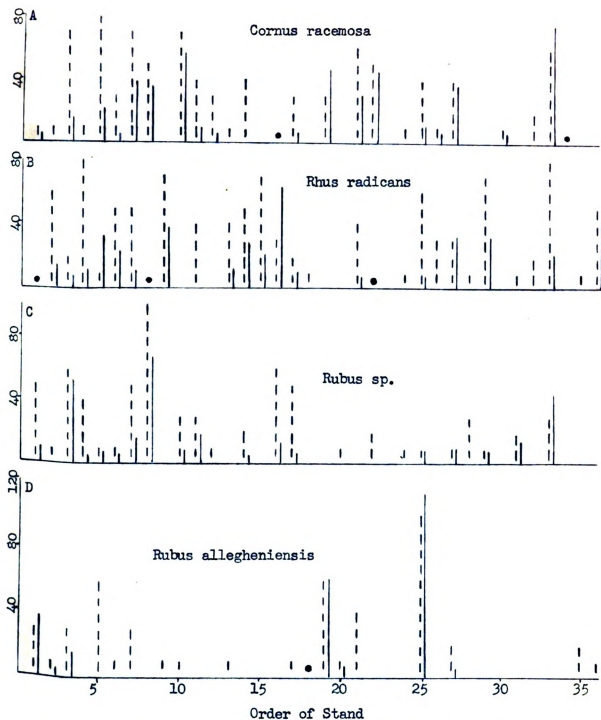 80
A
Cornus racemosa
40
80
B
Rhus radicans
40
C
80
Rubus sp.
40
120
D
80
Rubus allegheniensis
40
5 10 15 20 25 30 35
Order of Stand